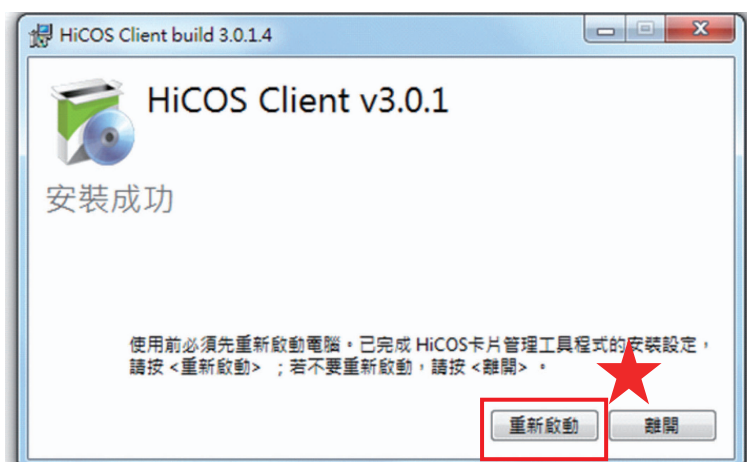 HiCOS Client build 3.0.1.4
HiCOS Client v3.0.1
安裝成功
使用前必須先重新啟動電腦。已完成 HiCOS卡片管理工具程式的安裝設定，
請按 <重新啟動> ；若不要重新啟動，請按 <離開> 。
重新啟動 離開